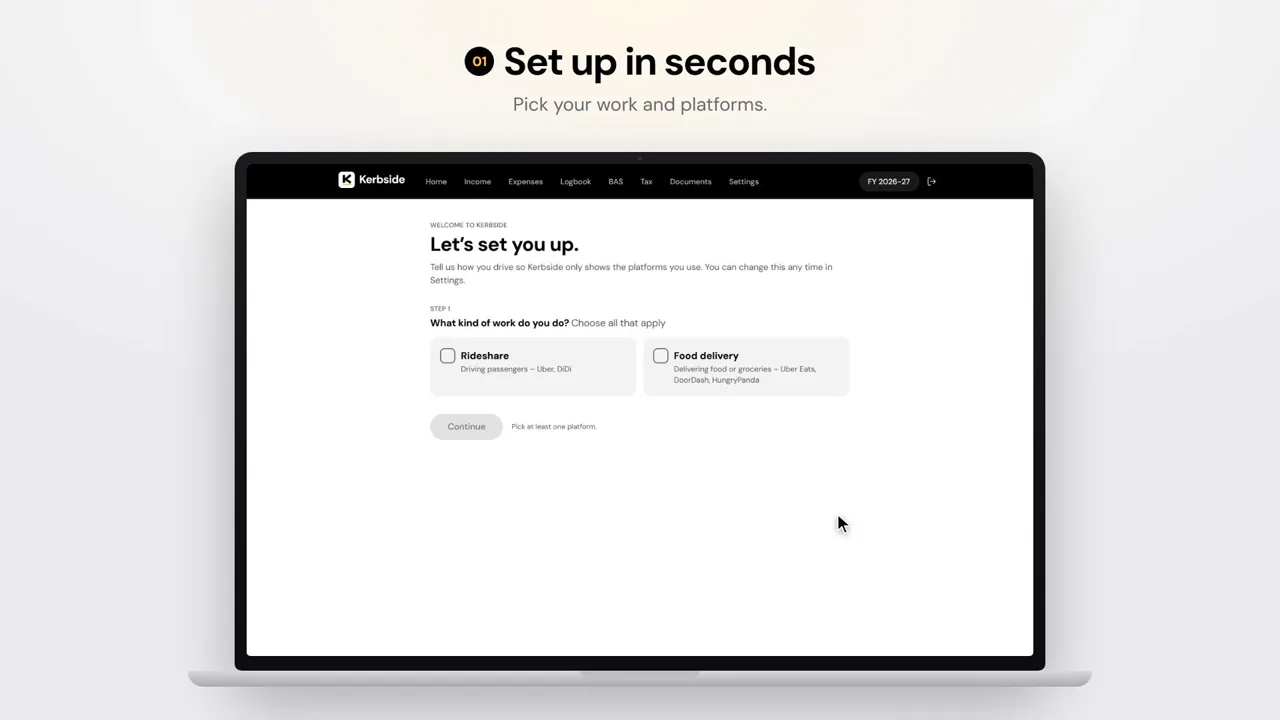 01 Set up in seconds
Pick your work and platforms.
K Kerbside Home Income Expenses Logbook BAS Tax Documents Settings FY 2026–27
WELCOME TO KERBSIDE
Let's set you up.
Tell us how you drive so Kerbside only shows the platforms you use. You can change this any time in
Settings.
STEP 1
What kind of work do you do? Choose all that apply
Rideshare
Driving passengers – Uber, DiDi
Food delivery
Delivering food or groceries – Uber Eats,
DoorDash, HungryPanda
Continue Pick at least one platform.